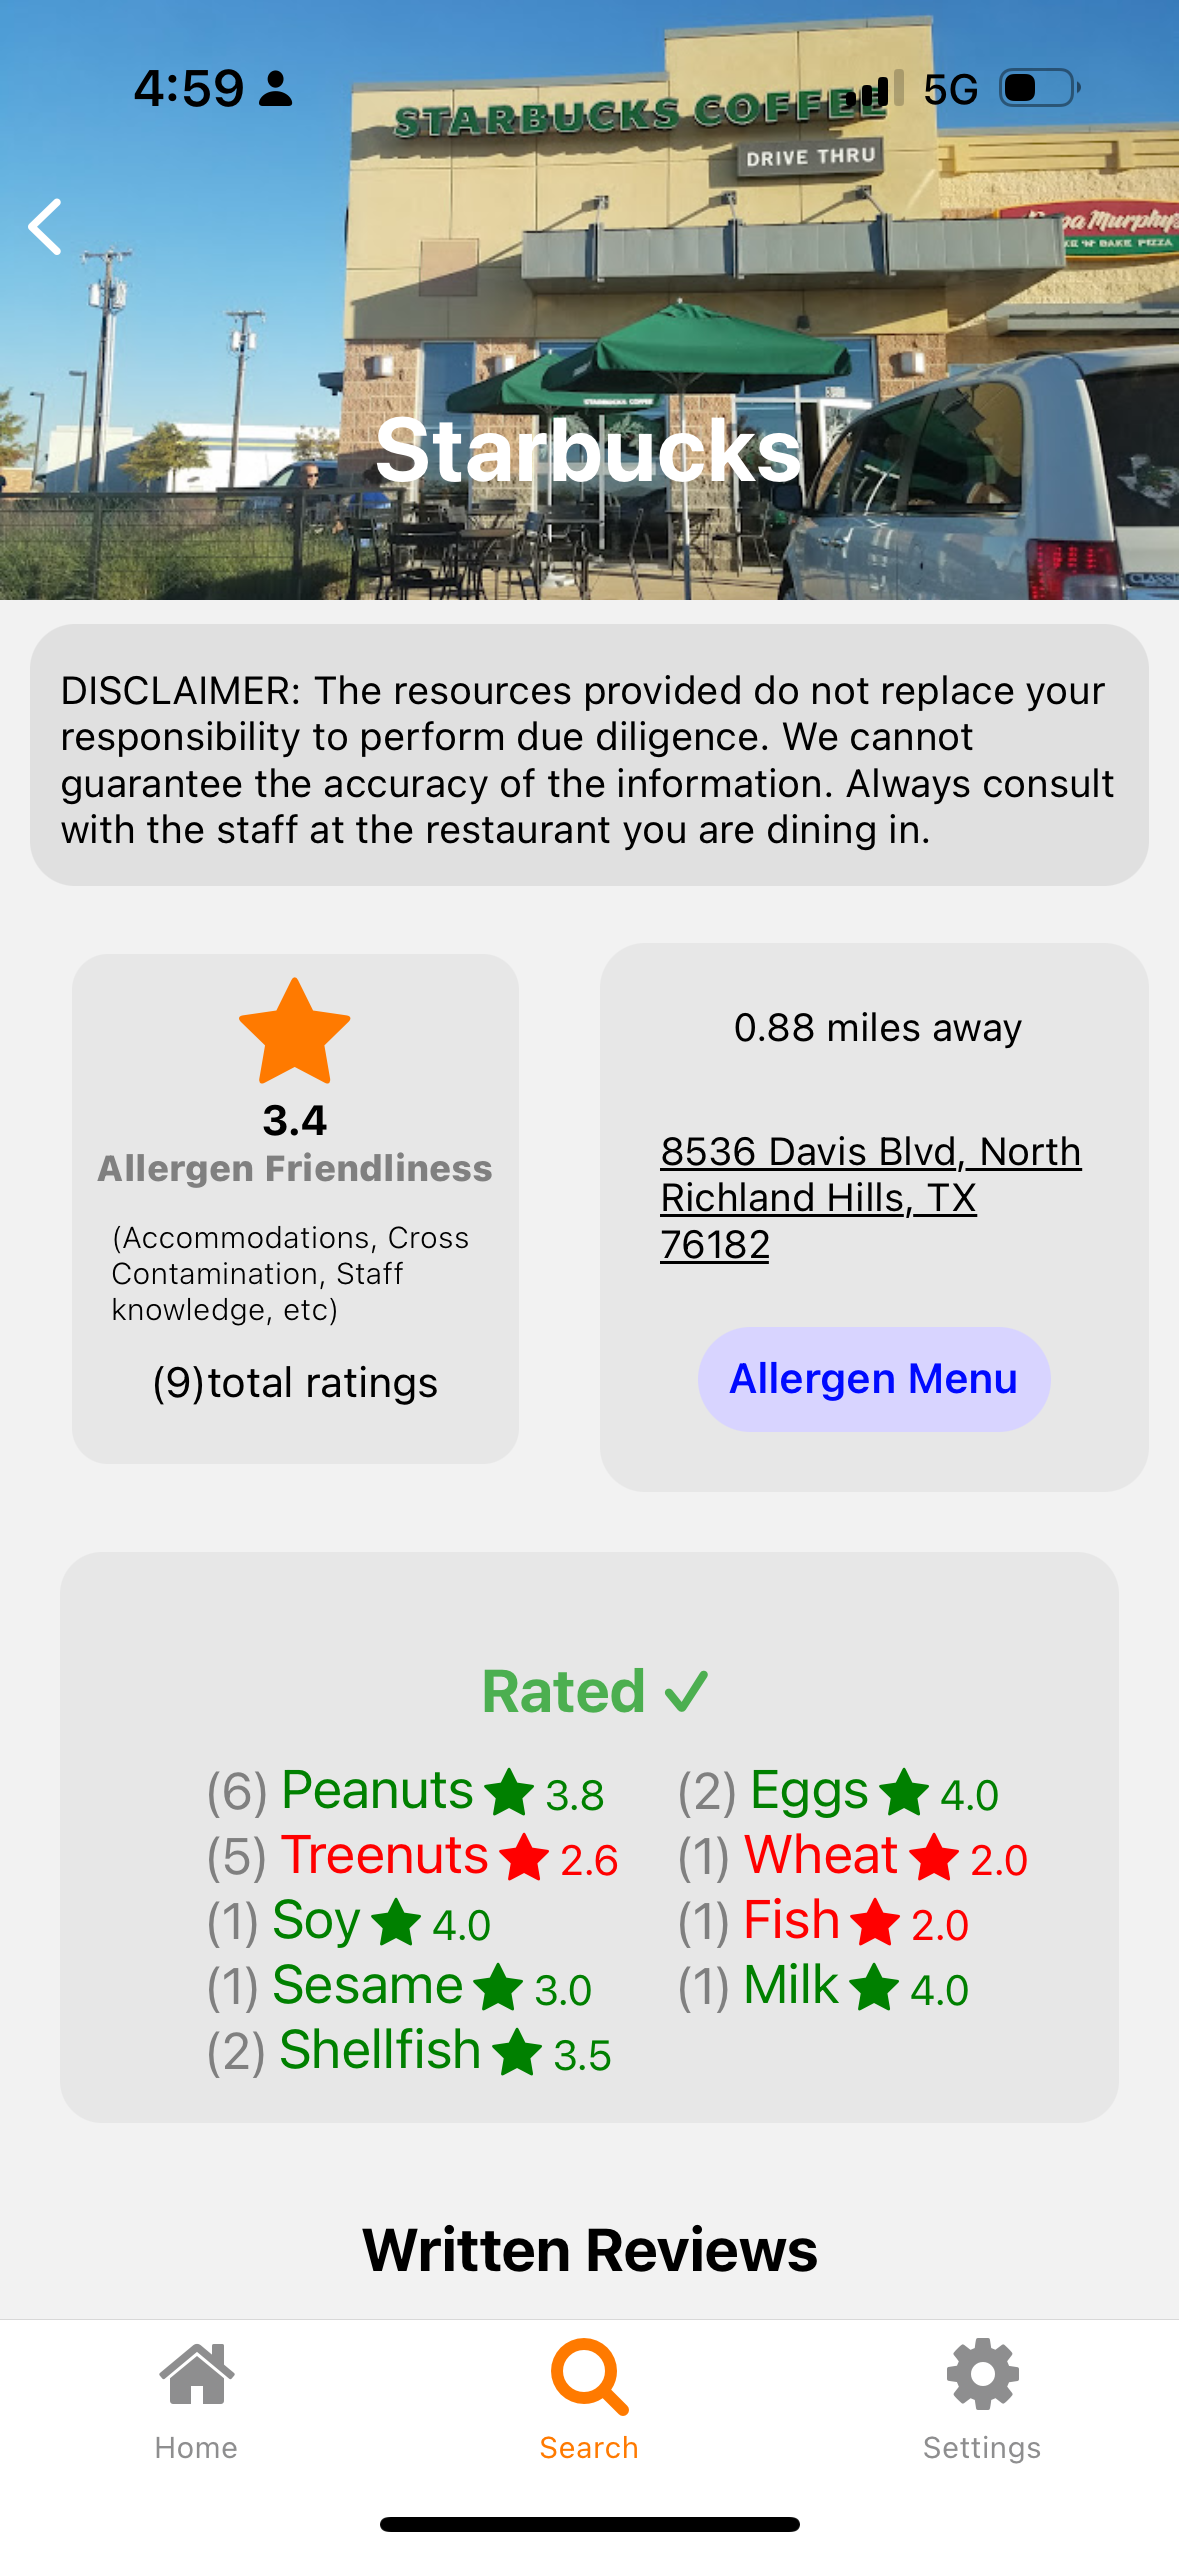 4:59
5G
STARBUCKS COFFEE
DRIVE THRU
Murphy's
'N' BAKE PIZZA
STARBUCKS COFFEE
Starbucks
DISCLAIMER: The resources provided do not replace your
responsibility to perform due diligence. We cannot
guarantee the accuracy of the information. Always consult
with the staff at the restaurant you are dining in.
3.4
Allergen Friendliness
(Accommodations, Cross
Contamination, Staff
knowledge, etc)
(9)total ratings
0.88 miles away
8536 Davis Blvd, North
Richland Hills, TX
76182
Allergen Menu
Rated
(6) Peanuts 3.8
(5) Treenuts 2.6
(1) Soy 4.0
(1) Sesame 3.0
(2) Shellfish 3.5
(2) Eggs 4.0
(1) Wheat 2.0
(1) Fish 2.0
(1) Milk 4.0
Written Reviews
Home
Search
Settings